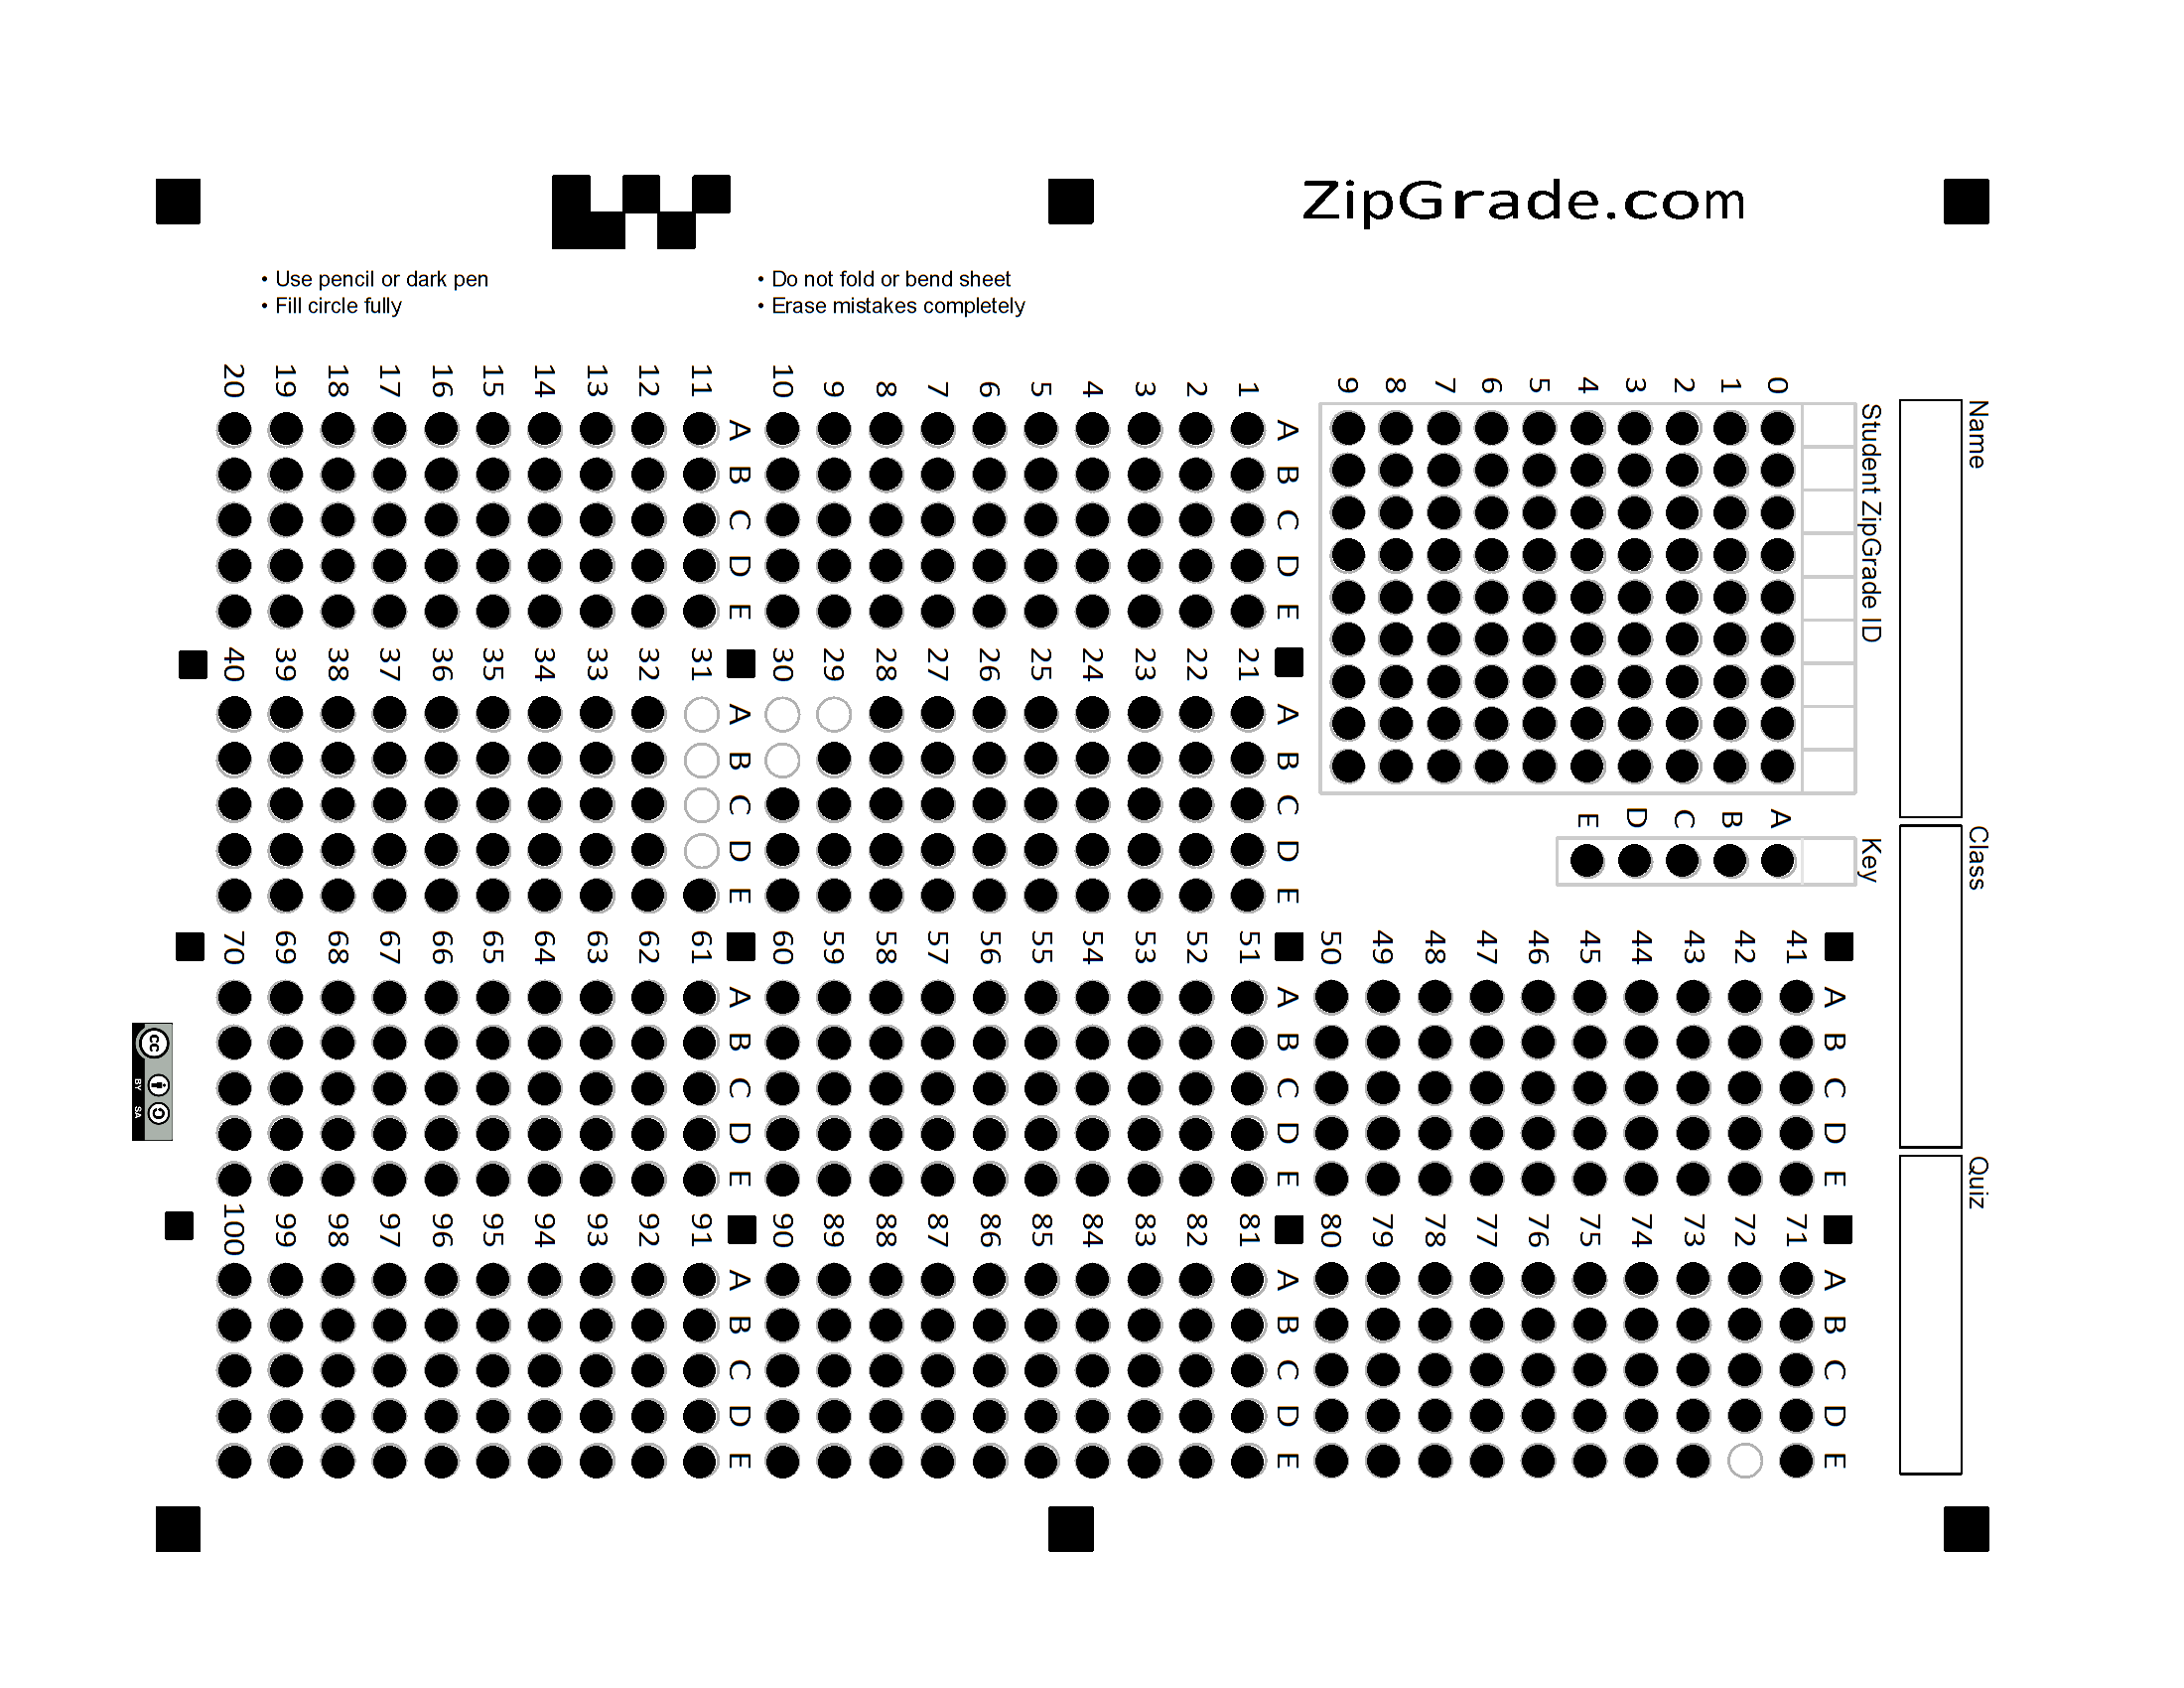 ZipGrade.com
• Use pencil or dark pen
• Fill circle fully
• Do not fold or bend sheet
• Erase mistakes completely
Name
Class
Quiz
Student ZipGrade ID
0 1 2 3 4 5 6 7 8 9
Key
A B C D E
A B C D E
1 2 3 4 5 6 7 8 9 10
A B C D E
11 12 13 14 15 16 17 18 19 20
A B C D E
21 22 23 24 25 26 27 28 29 30
A B C D E
31 32 33 34 35 36 37 38 39 40
A B C D E
41 42 43 44 45 46 47 48 49 50
A B C D E
51 52 53 54 55 56 57 58 59 60
A B C D E
61 62 63 64 65 66 67 68 69 70
A B C D E
71 72 73 74 75 76 77 78 79 80
A B C D E
81 82 83 84 85 86 87 88 89 90
A B C D E
91 92 93 94 95 96 97 98 99 100
cc BY SA